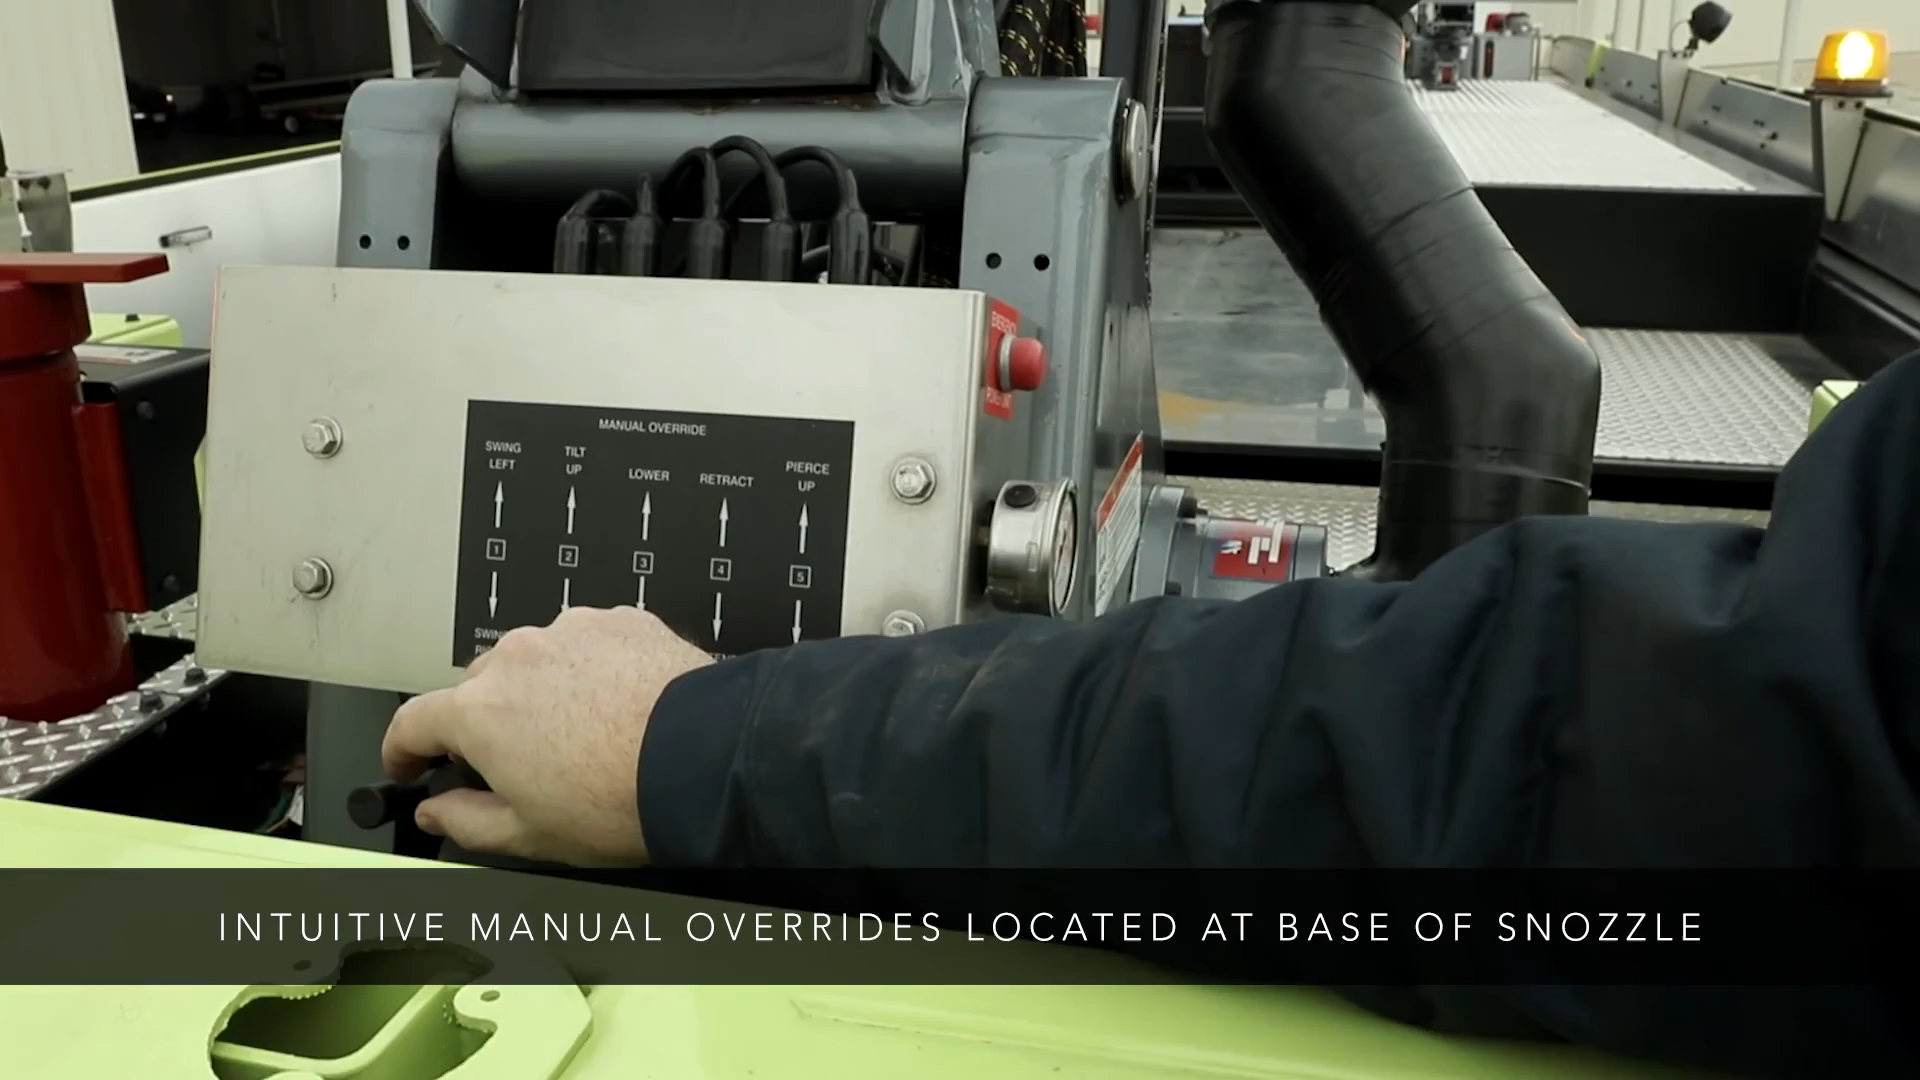 MANUAL OVERRIDE
SWING LEFT
TILT UP
LOWER
RETRACT
PIERCE UP
1
2
3
4
5
INTUITIVE MANUAL OVERRIDES LOCATED AT BASE OF SNOZZLE